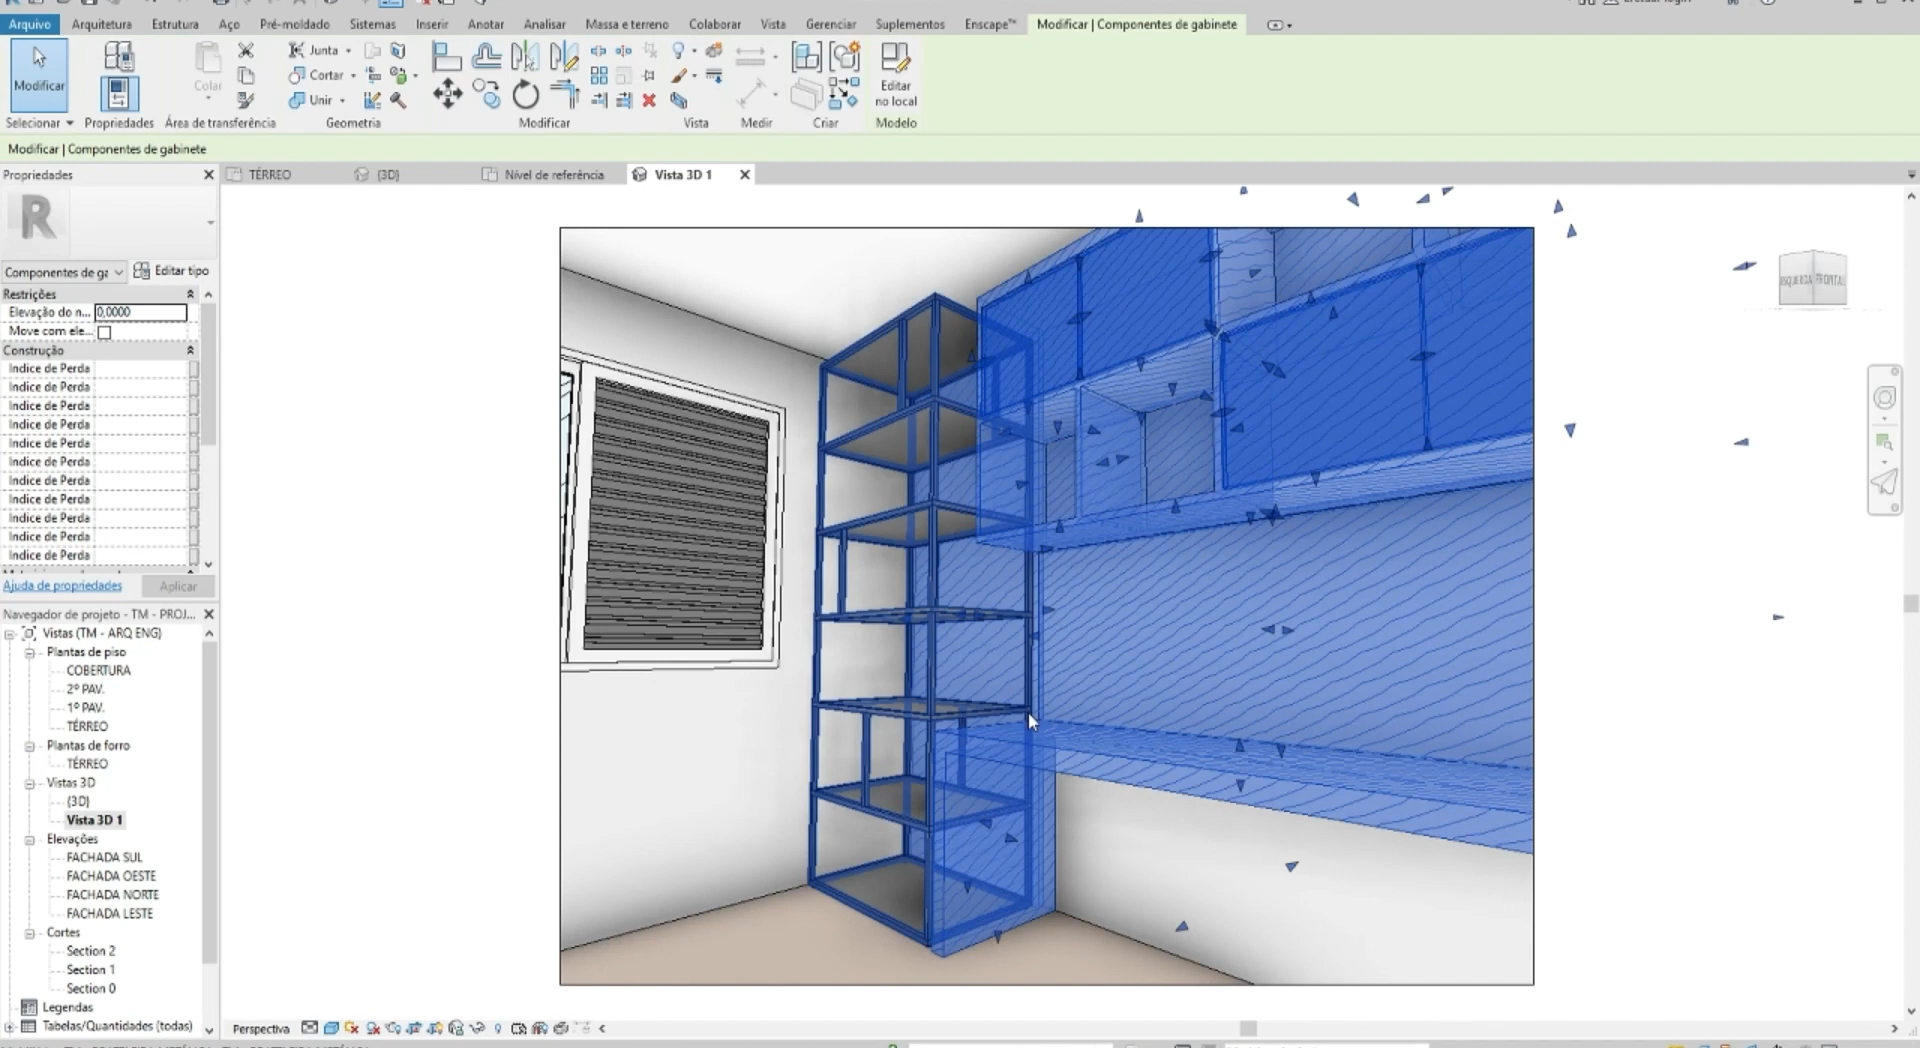 Arquivo Arquitetura Estrutura Aço Pré-moldado Sistemas Inserir Anotar Analisar Massa e terreno Colaborar Vista Gerenciar Suplementos Enscape™ Modificar | Componentes de gabinete
Modificar
Colar
Junta
Cortar
Unir
Editar
no local
Selecionar Propriedades Área de transferência Geometria Modificar Vista Medir Criar Modelo
Modificar | Componentes de gabinete
Propriedades
TÉRREO {3D} Nível de referência Vista 3D 1
R
Componentes de ga Editar tipo
Restrições
Elevação do n... 0,0000
Move com ele...
Construção
Indice de Perda
Indice de Perda
Indice de Perda
Indice de Perda
Indice de Perda
Indice de Perda
Indice de Perda
Indice de Perda
Indice de Perda
Indice de Perda
Indice de Perda
Ajuda de propriedades Aplicar
Navegador de projeto - TM - PROJ...
Vistas (TM - ARQ ENG)
Plantas de piso
COBERTURA
2º PAV.
1º PAV.
TÉRREO
Plantas de forro
TÉRREO
Vistas 3D
{3D}
Vista 3D 1
Elevações
FACHADA SUL
FACHADA OESTE
FACHADA NORTE
FACHADA LESTE
Cortes
Section 2
Section 1
Section 0
Legendas
Tabelas/Quantidades (todas)
FRONTAL
Perspectiva